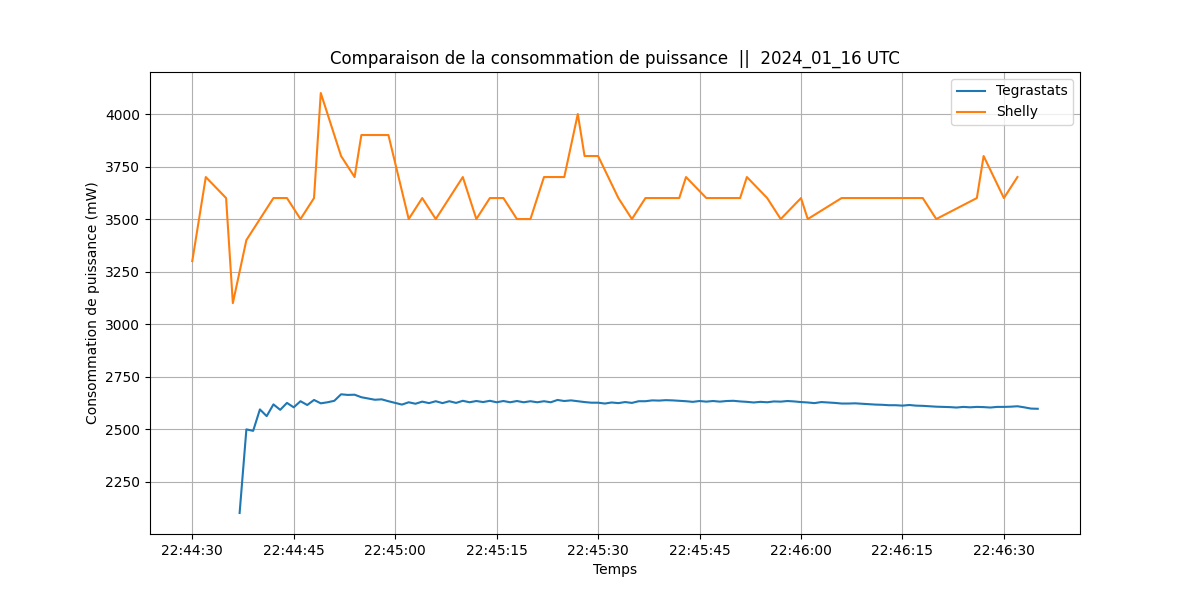 Comparaison de la consommation de puissance || 2024_01_16 UTC
Tegrastats
Shelly
4000
3750
3500
3250
3000
2750
2500
2250
Consommation de puissance (mW)
22:44:30 22:44:45 22:45:00 22:45:15 22:45:30 22:45:45 22:46:00 22:46:15 22:46:30
Temps